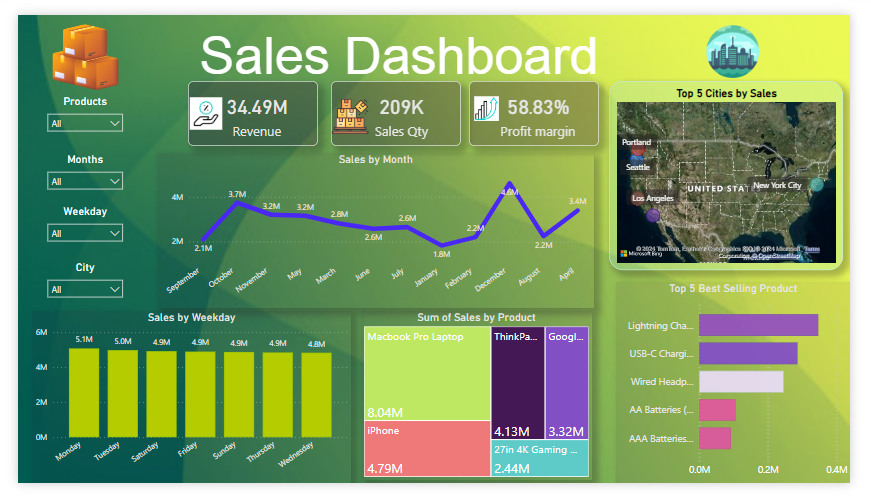 Sales Dashboard
Products
All
Months
All
Weekday
All
City
All
34.49M
Revenue
209K
Sales Qty
58.83%
Profit margin
Sales by Month
4M
2M
2.1M
3.7M
3.2M
3.2M
2.8M
2.6M
2.6M
1.8M
2.2M
4.6M
2.2M
3.4M
September
October
November
May
March
June
July
January
February
December
August
April
Top 5 Cities by Sales
Portland
Seattle
UNITED STA
New York City
Los Angeles
Microsoft Bing
© 2024 TomTom,
Terms
© OpenStreetMap
Sales by Weekday
6M
4M
2M
0M
5.1M
5.0M
4.9M
4.9M
4.9M
4.9M
4.8M
Monday
Tuesday
Saturday
Friday
Sunday
Thursday
Wednesday
Sum of Sales by Product
Macbook Pro Laptop
8.04M
iPhone
4.79M
ThinkPa...
4.13M
Googl...
3.32M
27in 4K Gaming ...
2.44M
Top 5 Best Selling Product
Lightning Cha...
USB-C Chargi...
Wired Headp...
AA Batteries (...
AAA Batteries...
0.0M
0.2M
0.4M